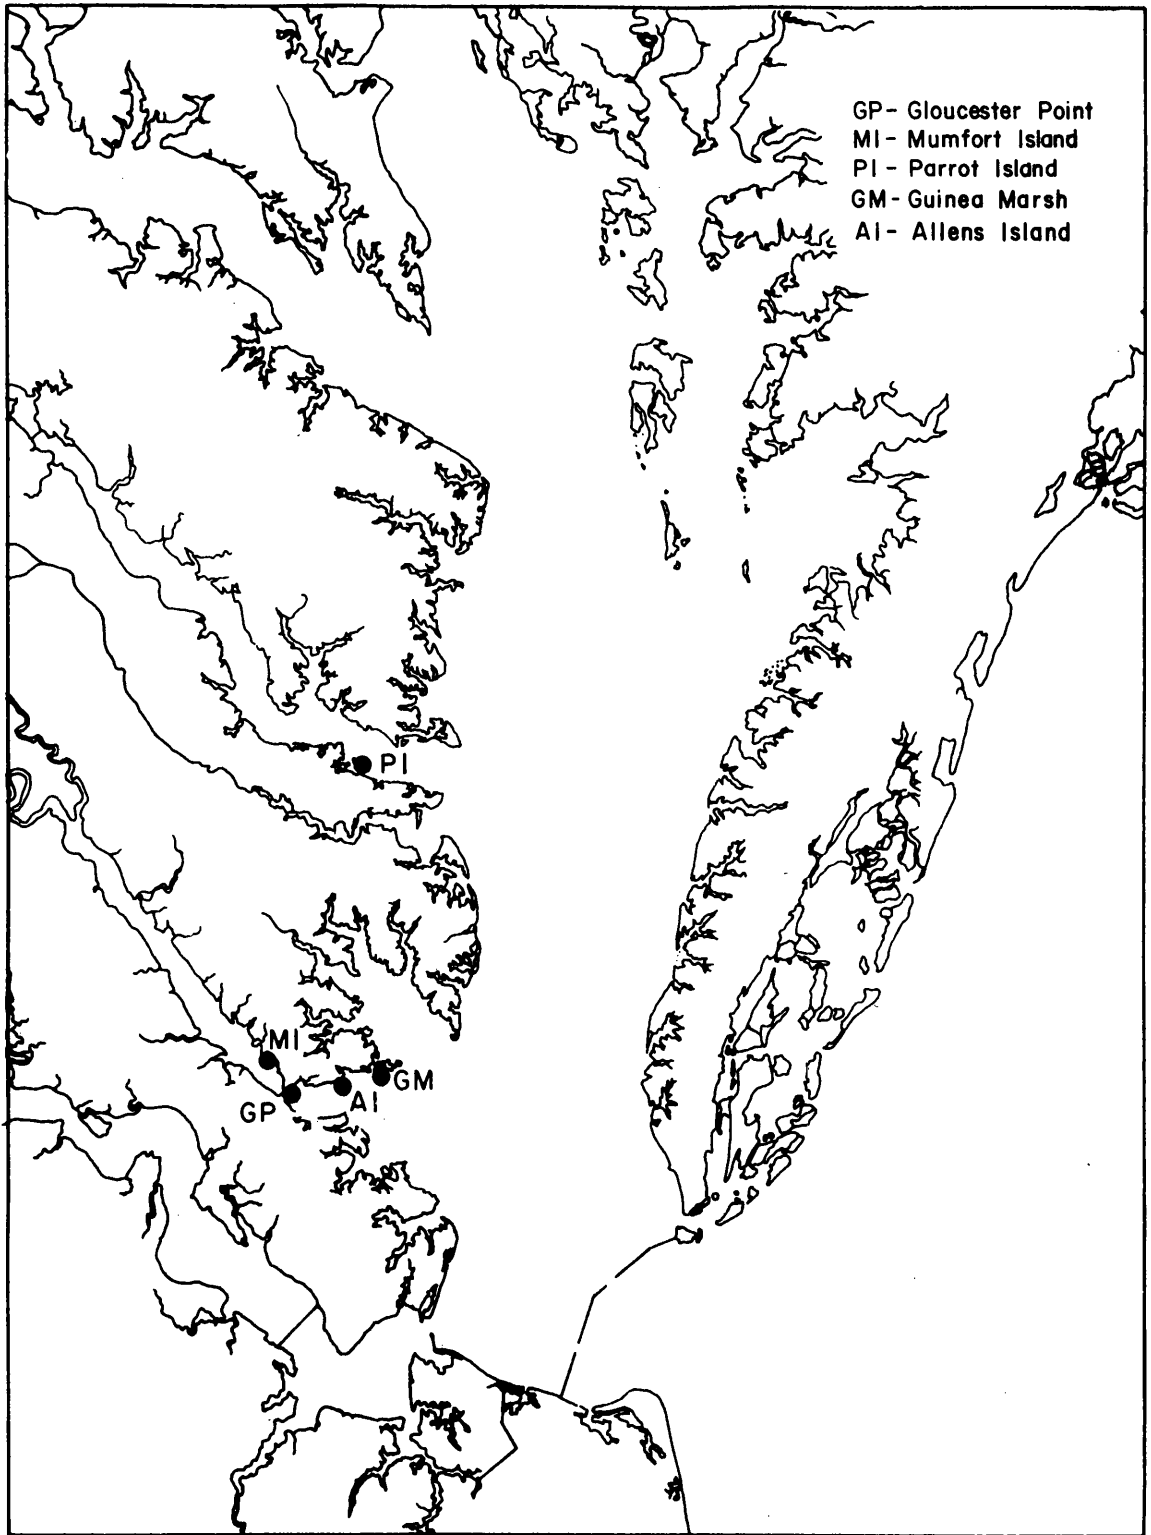 GP- Gloucester Point
MI- Mumfort Island
PI - Parrot Island
GM- Guinea Marsh
AI- Allens Island
PI
MI
GM
GP
AI